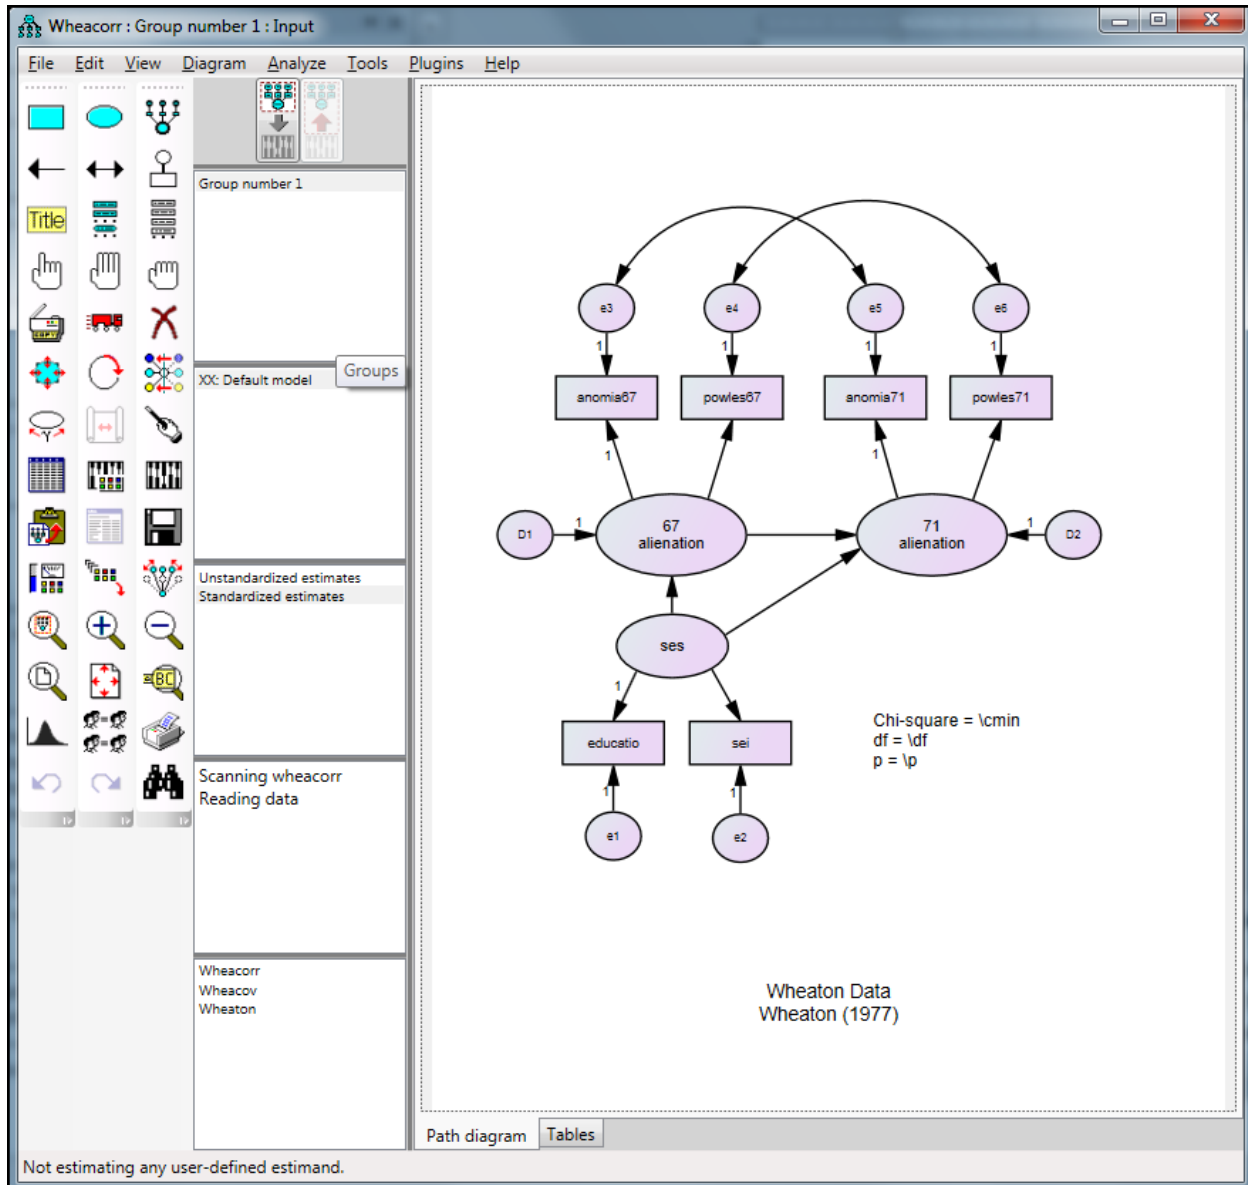 Wheacorr : Group number 1 : Input
File Edit View Diagram Analyze Tools Plugins Help
Title
COPY
Y
BC
Group number 1
XX: Default model
Groups
Unstandardized estimates
Standardized estimates
Scanning wheacorr
Reading data
Wheacorr
Wheacov
Wheaton
e3 e4 e5 e6
1 1 1 1
anomia67 powles67 anomia71 powles71
1 1
D1 1 67 alienation 71 alienation 1 D2
ses
1
educatio sei
1 1
e1 e2
Chi-square = \cmin
df = \df
p = \p
Wheaton Data
Wheaton (1977)
Path diagram Tables
Not estimating any user-defined estimand.